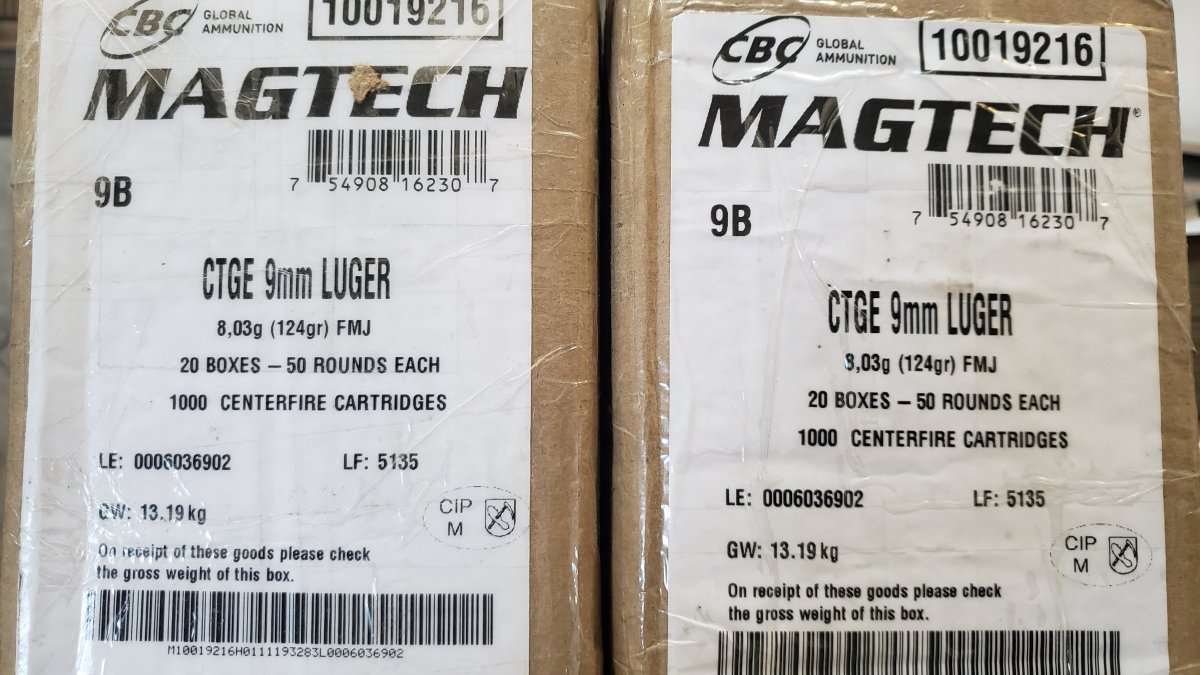 CBC GLOBAL
AMMUNITION
10019216
MAGTECH
7 54908 16230 7
9B
CTGE 9mm LUGER
8,03g (124gr) FMJ
20 BOXES – 50 ROUNDS EACH
1000 CENTERFIRE CARTRIDGES
LE: 0006036902 LF: 5135
GW: 13.19 kg
CIP
M
On receipt of these goods please check
the gross weight of this box.
M10019216H0111193283L0006036902
CBC GLOBAL
AMMUNITION
10019216
MAGTECH®
7 54908 16230 7
9B
CTGE 9mm LUGER
8,03g (124gr) FMJ
20 BOXES – 50 ROUNDS EACH
1000 CENTERFIRE CARTRIDGES
LE: 0006036902 LF: 5135
GW: 13.19 kg
CIP
M
On receipt of these goods please check
the gross weight of this box.